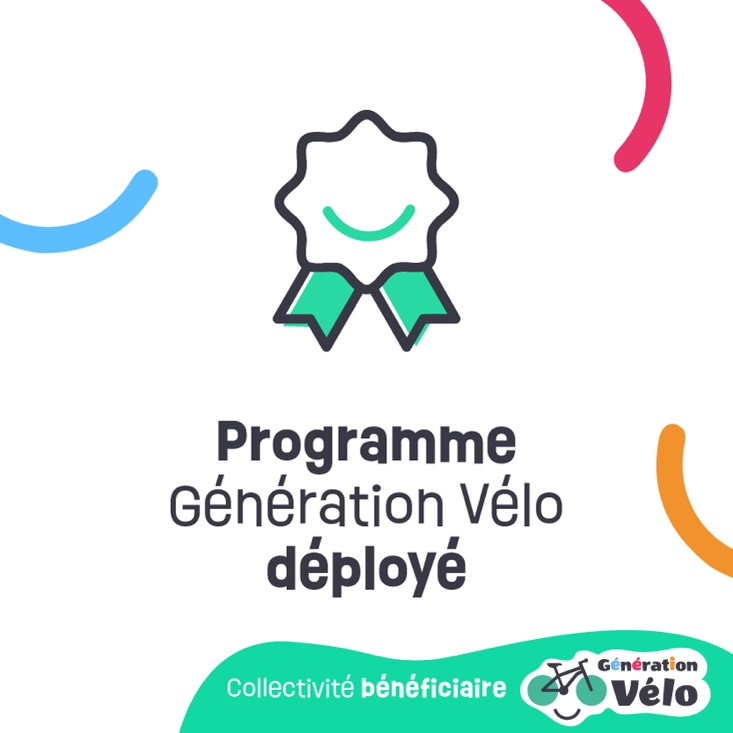 Programme
Génération Vélo
déployé
Collectivité bénéficiaire
Génération
Vélo